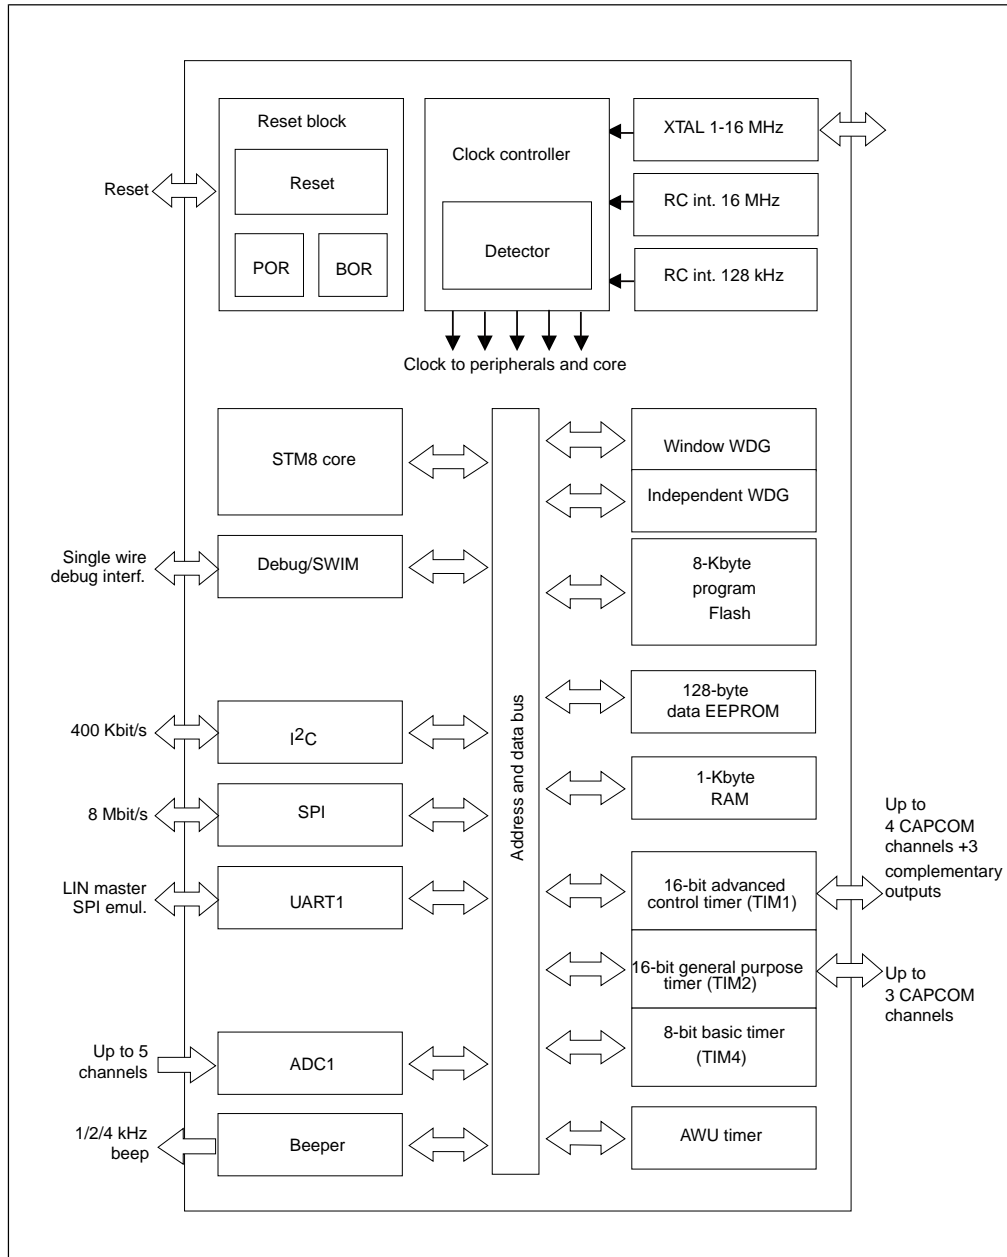 Reset block
Reset
POR
BOR
Reset
Clock controller
Detector
XTAL 1-16 MHz
RC int. 16 MHz
RC int. 128 kHz
Clock to peripherals and core
STM8 core
Single wire
debug interf.
Debug/SWIM
400 Kbit/s
I2C
8 Mbit/s
SPI
LIN master
SPI emul.
UART1
Up to 5
channels
ADC1
1/2/4 kHz
beep
Beeper
Address and data bus
Window WDG
Independent WDG
8-Kbyte
program
Flash
128-byte
data EEPROM
1-Kbyte
RAM
16-bit advanced
control timer (TIM1)
Up to
4 CAPCOM
channels +3
complementary
outputs
16-bit general purpose
timer (TIM2)
Up to
3 CAPCOM
channels
8-bit basic timer
(TIM4)
AWU timer